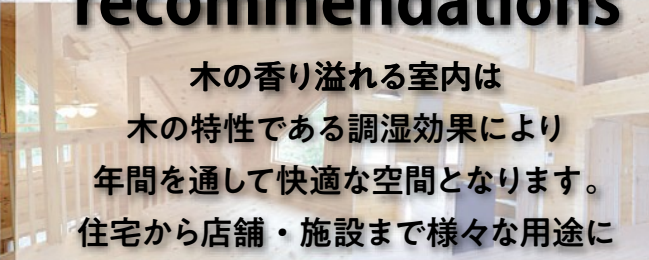 recommendations
木の香り溢れる室内は
木の特性である調湿効果により
年間を通して快適な空間となります。
住宅から店舗・施設まで様々な用途に